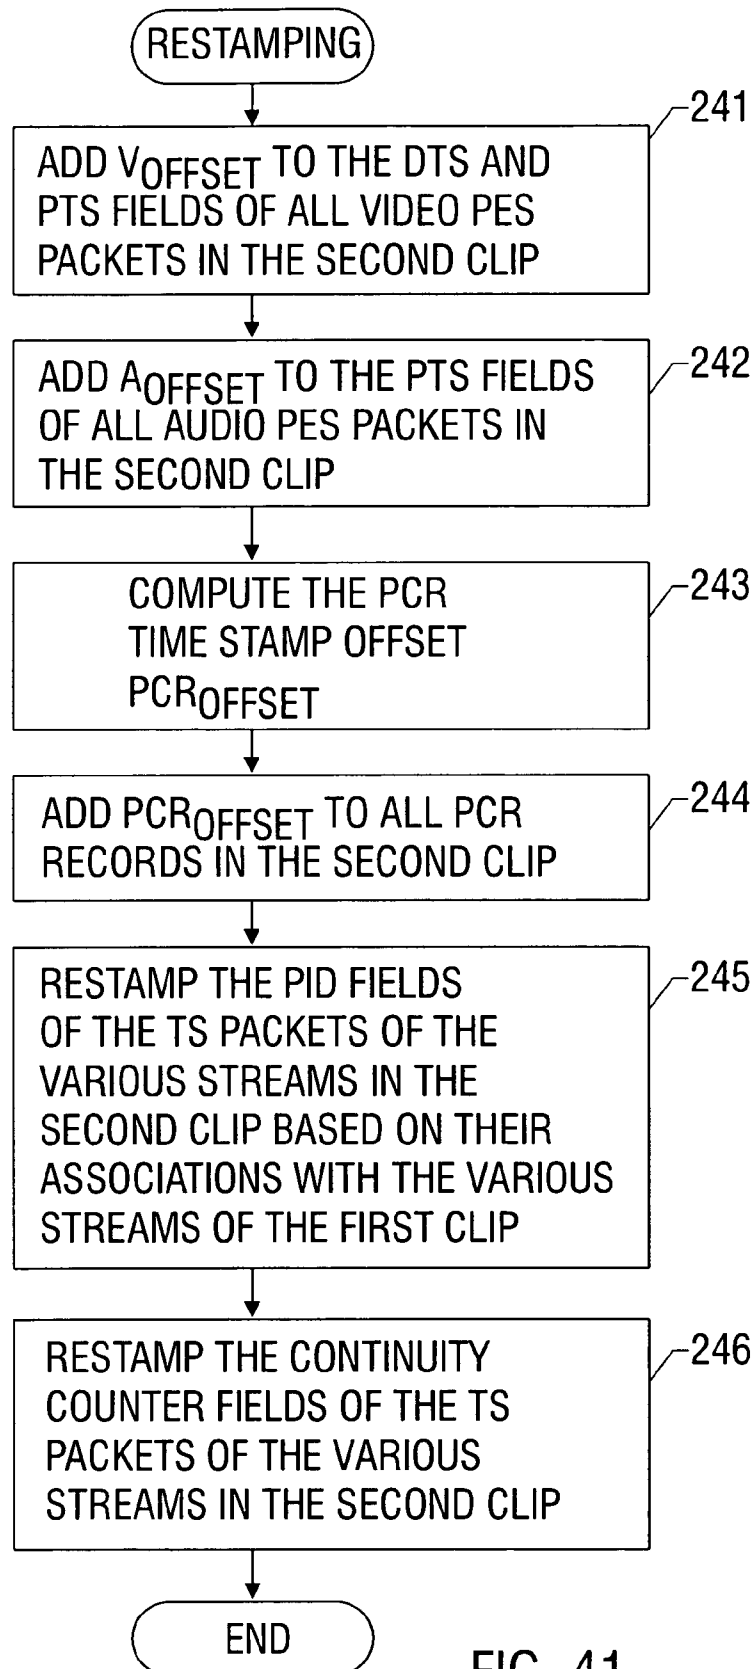 RESTAMPING
241
ADD VOFFSET TO THE DTS AND
PTS FIELDS OF ALL VIDEO PES
PACKETS IN THE SECOND CLIP
242
ADD AOFFSET TO THE PTS FIELDS
OF ALL AUDIO PES PACKETS IN
THE SECOND CLIP
243
COMPUTE THE PCR
TIME STAMP OFFSET
PCROFFSET
244
ADD PCROFFSET TO ALL PCR
RECORDS IN THE SECOND CLIP
245
RESTAMP THE PID FIELDS
OF THE TS PACKETS OF THE
VARIOUS STREAMS IN THE
SECOND CLIP BASED ON THEIR
ASSOCIATIONS WITH THE VARIOUS
STREAMS OF THE FIRST CLIP
246
RESTAMP THE CONTINUITY
COUNTER FIELDS OF THE TS
PACKETS OF THE VARIOUS
STREAMS IN THE SECOND CLIP
END
FIG. 41